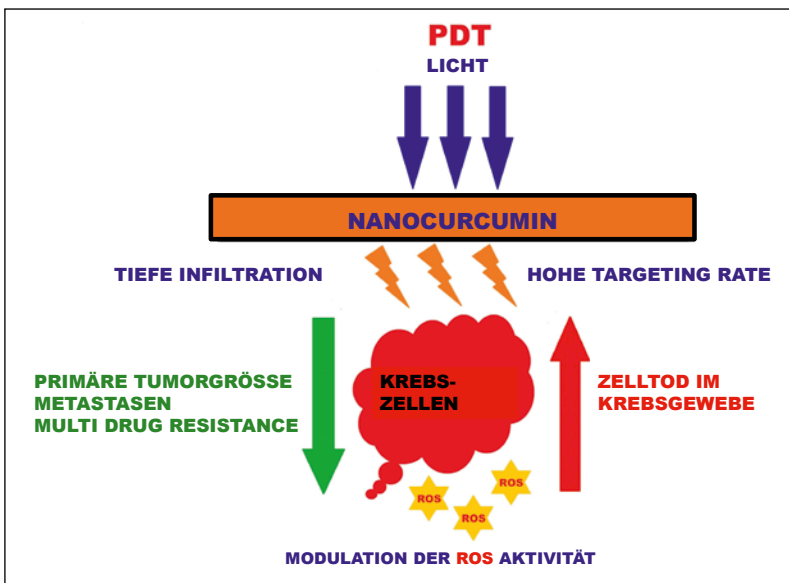 PDT
LICHT
NANOCURCUMIN
TIEFE INFILTRATION
HOHE TARGETING RATE
PRIMÄRE TUMORGRÖSSE
METASTASEN
MULTI DRUG RESISTANCE
KREBS-
ZELLEN
ZELLTOD IM
KREBSGEWEBE
ROS
ROS
ROS
MODULATION DER ROS AKTIVITÄT